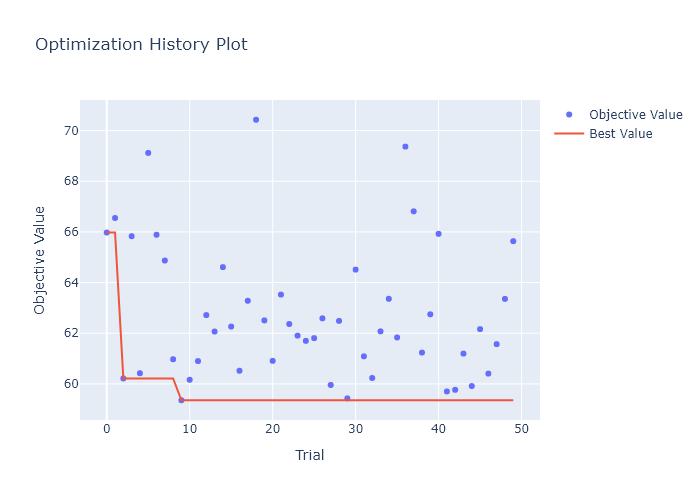 Optimization History Plot
Objective Value
Best Value
70
68
66
64
62
60
Objective Value
0
10
20
30
40
50
Trial